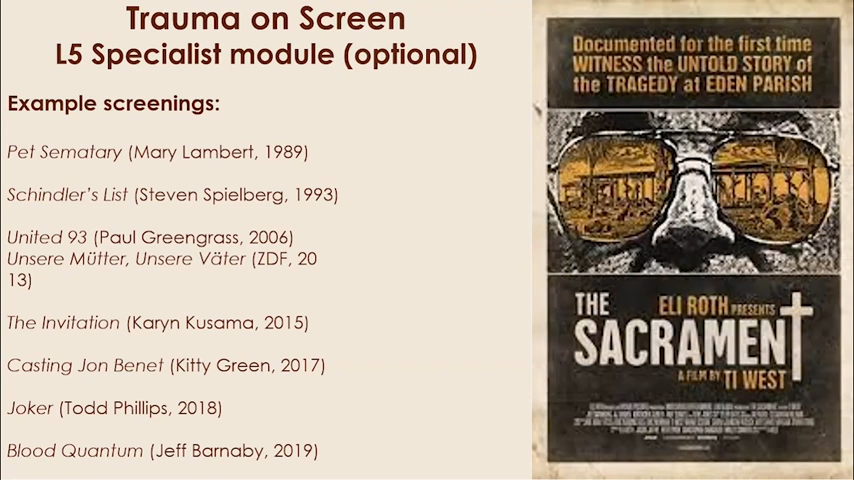 Trauma on Screen
L5 Specialist module (optional)
Example screenings:
Pet Sematary (Mary Lambert, 1989)
Schindler's List (Steven Spielberg, 1993)
United 93 (Paul Greengrass, 2006)
Unsere Mütter, Unsere Väter (ZDF, 20
13)
The Invitation (Karyn Kusama, 2015)
Casting Jon Benet (Kitty Green, 2017)
Joker (Todd Phillips, 2018)
Blood Quantum (Jeff Barnaby, 2019)
Documented for the first time
WITNESS the UNTOLD STORY of
the TRAGEDY at EDEN PARISH
THE
ELI ROTH PRESENTS
SACRAMENT
A FILM BY TI WEST